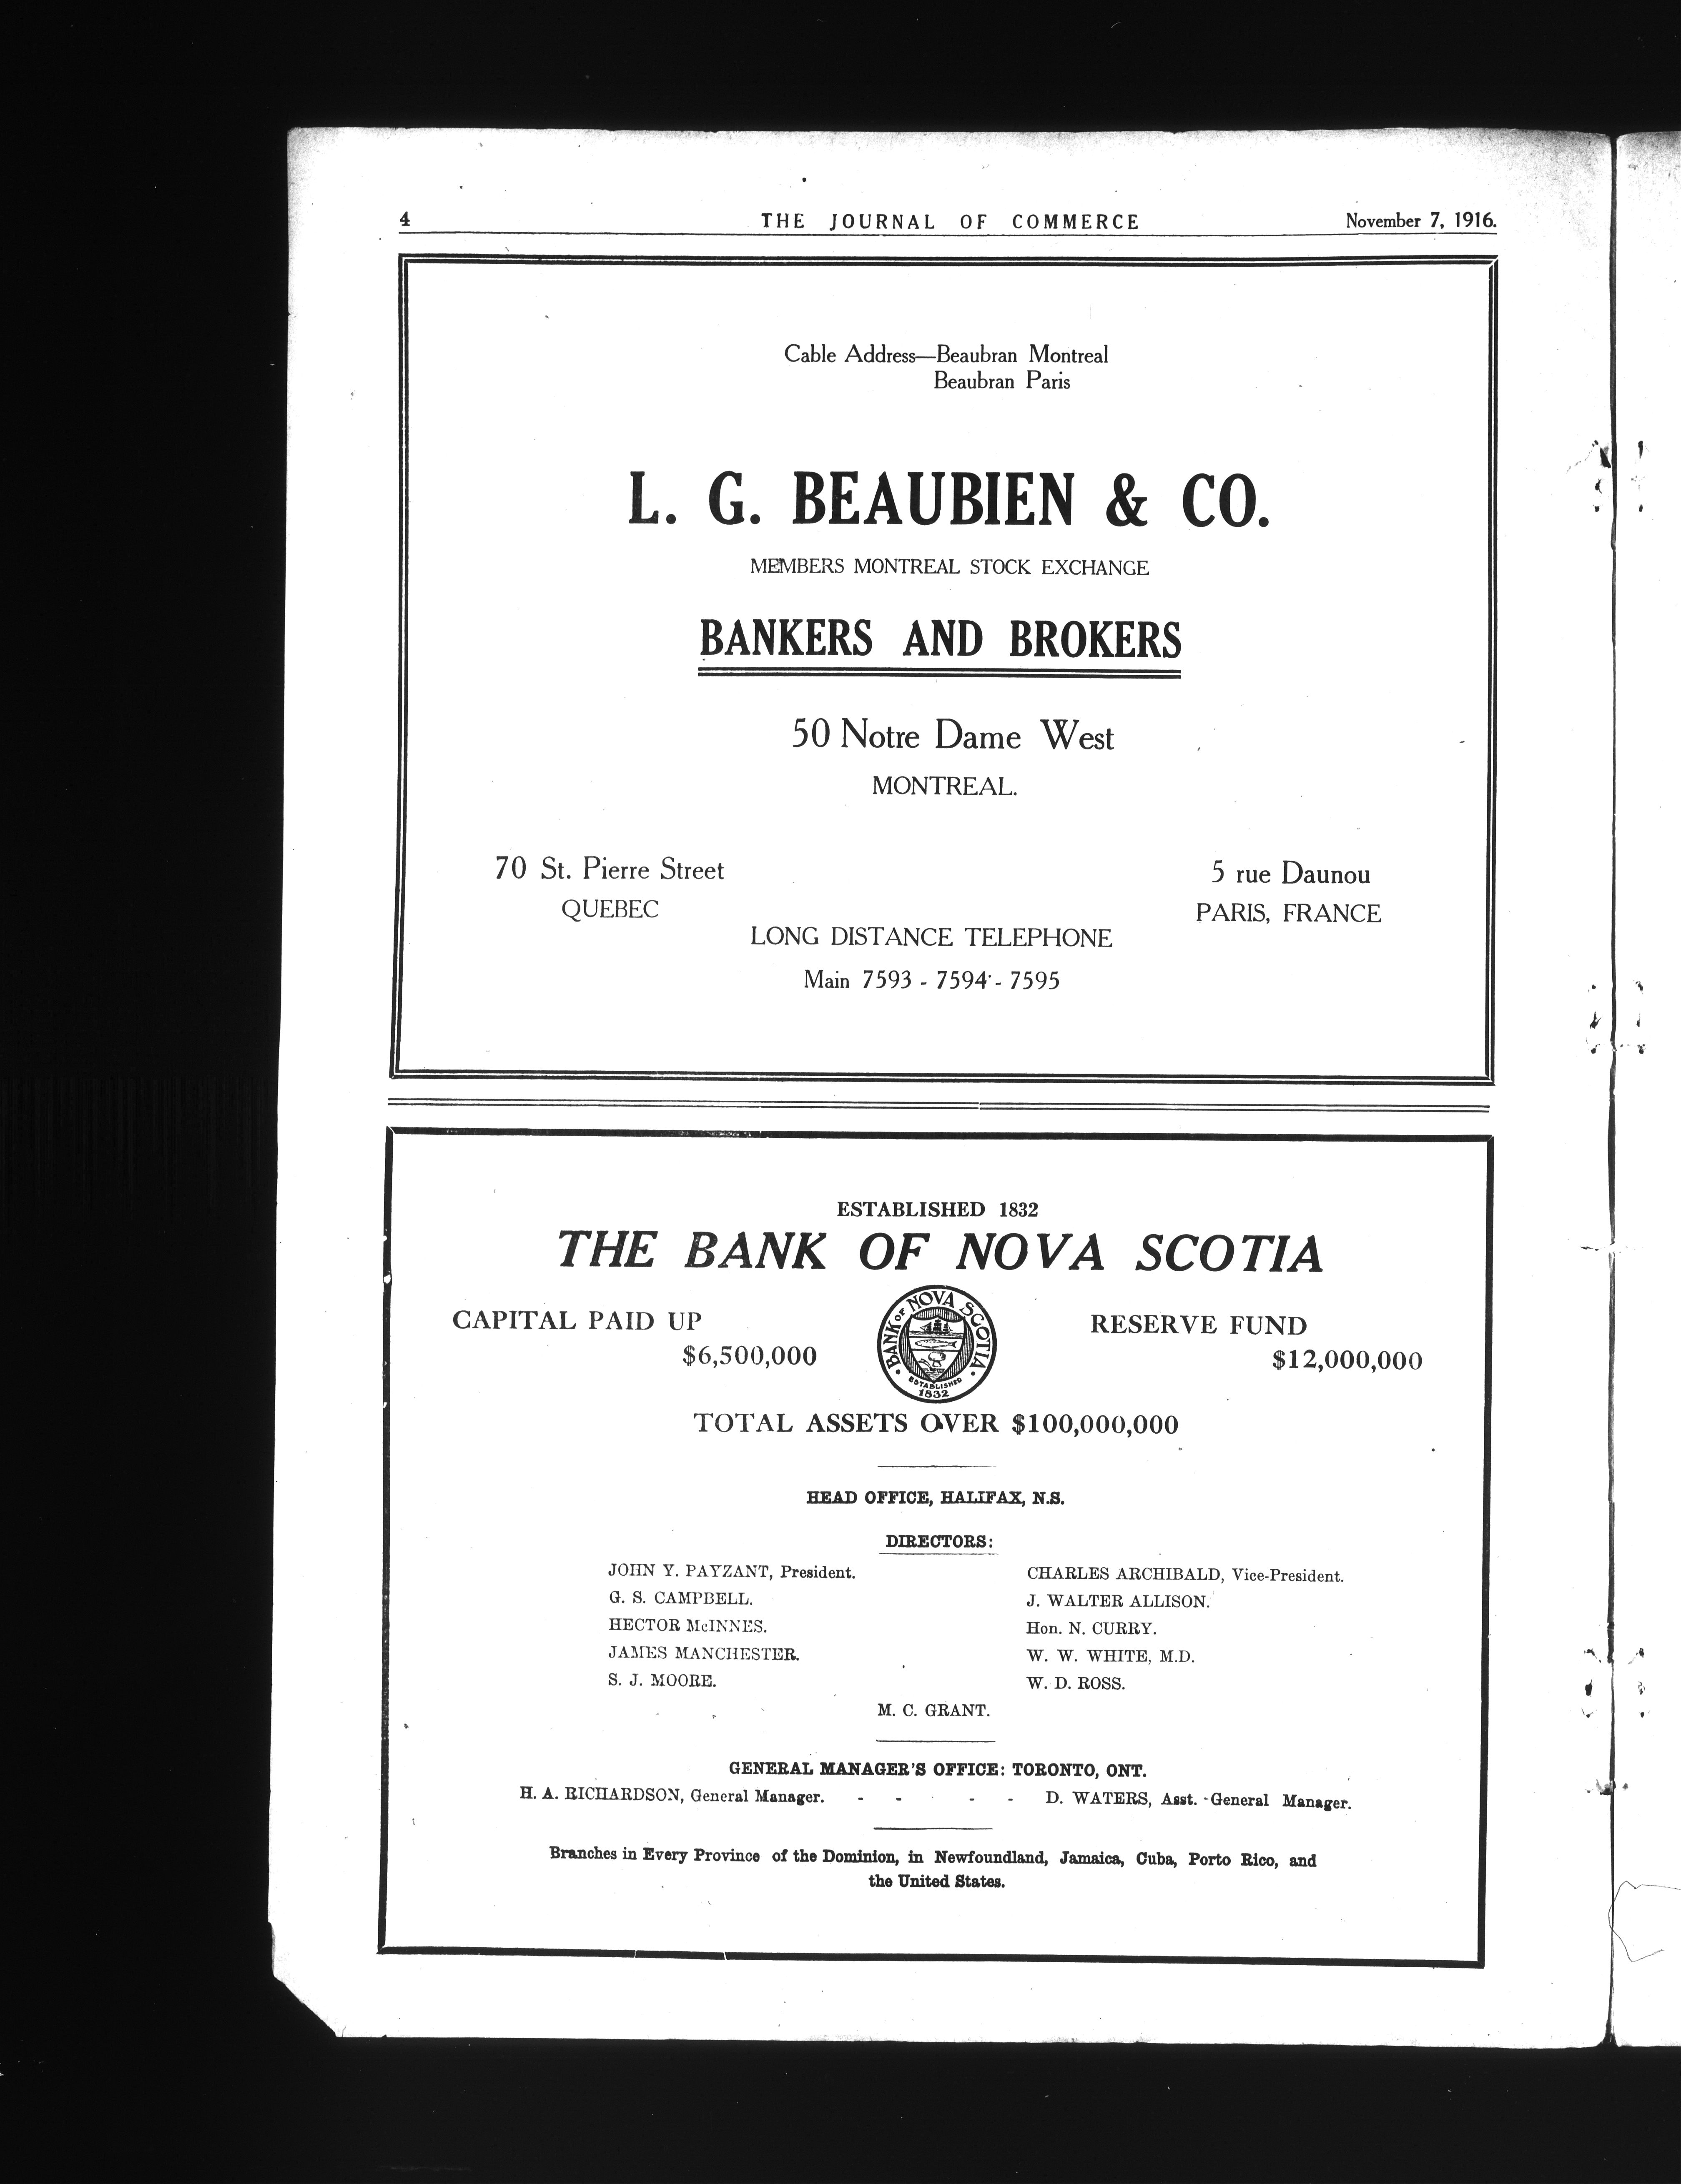 4 THE JOURNAL OF COMMERCE November 7, 1916.
Cable Address—Beaubran Montreal
Beaubran Paris
L. G. BEAUBIEN & CO.
MEMBERS MONTREAL STOCK EXCHANGE
BANKERS AND BROKERS
50 Notre Dame West
MONTREAL.
70 St. Pierre Street
QUEBEC
5 rue Daunou
PARIS, FRANCE
LONG DISTANCE TELEPHONE
Main 7593 - 7594 - 7595
ESTABLISHED 1832
THE BANK OF NOVA SCOTIA
CAPITAL PAID UP
$6,500,000
BANK OF NOVA SCOTIA
ESTABLISHED
1832
RESERVE FUND
$12,000,000
TOTAL ASSETS OVER $100,000,000
HEAD OFFICE, HALIFAX, N.S.
DIRECTORS:
JOHN Y. PAYZANT, President. CHARLES ARCHIBALD, Vice-President.
G. S. CAMPBELL. J. WALTER ALLISON.
HECTOR McINNES. Hon. N. CURRY.
JAMES MANCHESTER. W. W. WHITE, M.D.
S. J. MOORE. W. D. ROSS.
M. C. GRANT.
GENERAL MANAGER'S OFFICE: TORONTO, ONT.
H. A. RICHARDSON, General Manager. - - - - D. WATERS, Asst. General Manager.
Branches in Every Province of the Dominion, in Newfoundland, Jamaica, Cuba, Porto Rico, and
the United States.